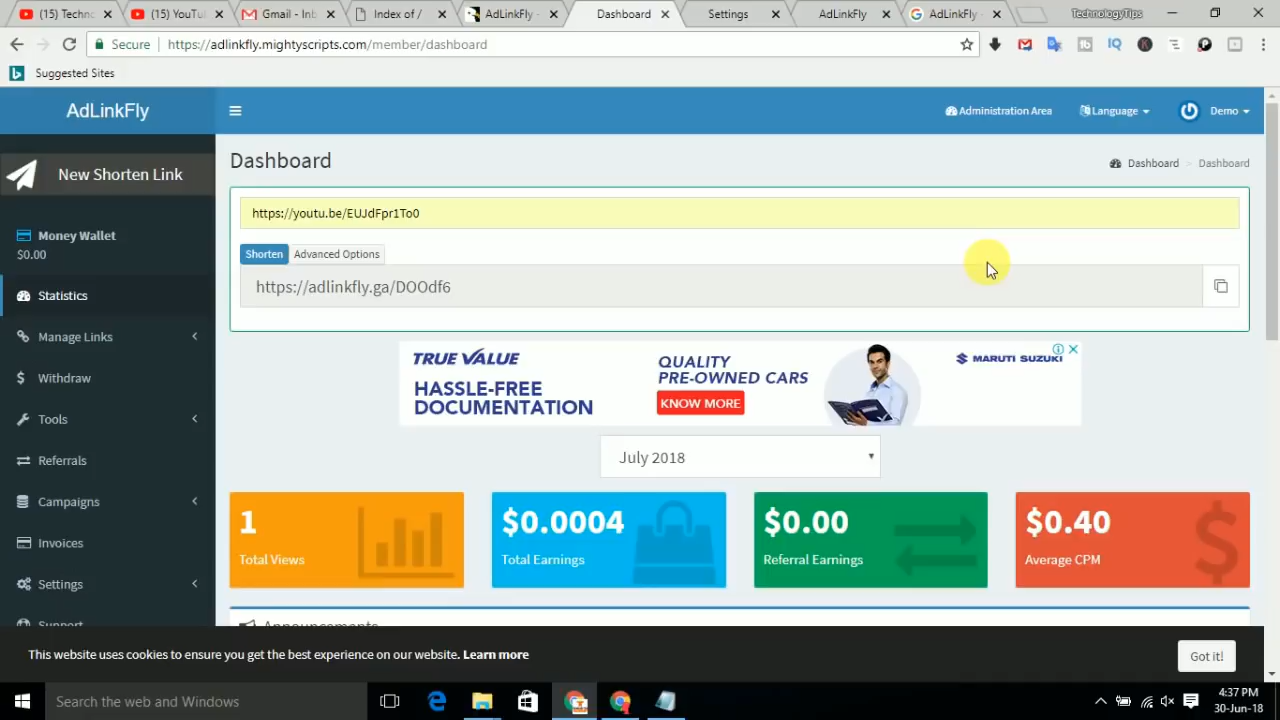 (15) Techno
(15) YouTu
Gmail - Inb
Index of /
AdLinkFly -
Dashboard
Settings
AdLinkFly
AdLinkFly -
TechnologyTips
Secure
https://adlinkfly.mightyscripts.com/member/dashboard
Suggested Sites
AdLinkFly
Administration Area
Language
Demo
New Shorten Link
Dashboard
Dashboard > Dashboard
https://youtu.be/EUJdFpr1To0
Money Wallet
$0.00
Shorten
Advanced Options
https://adlinkfly.ga/DOOdf6
Statistics
Manage Links
Withdraw
Tools
Referrals
Campaigns
Invoices
Settings
Support
TRUE VALUE
HASSLE-FREE
DOCUMENTATION
QUALITY
PRE-OWNED CARS
KNOW MORE
MARUTI SUZUKI
July 2018
1
Total Views
$0.0004
Total Earnings
$0.00
Referral Earnings
$0.40
Average CPM
Announcements
This website uses cookies to ensure you get the best experience on our website. Learn more
Got it!
Search the web and Windows
4:37 PM
30-Jun-18